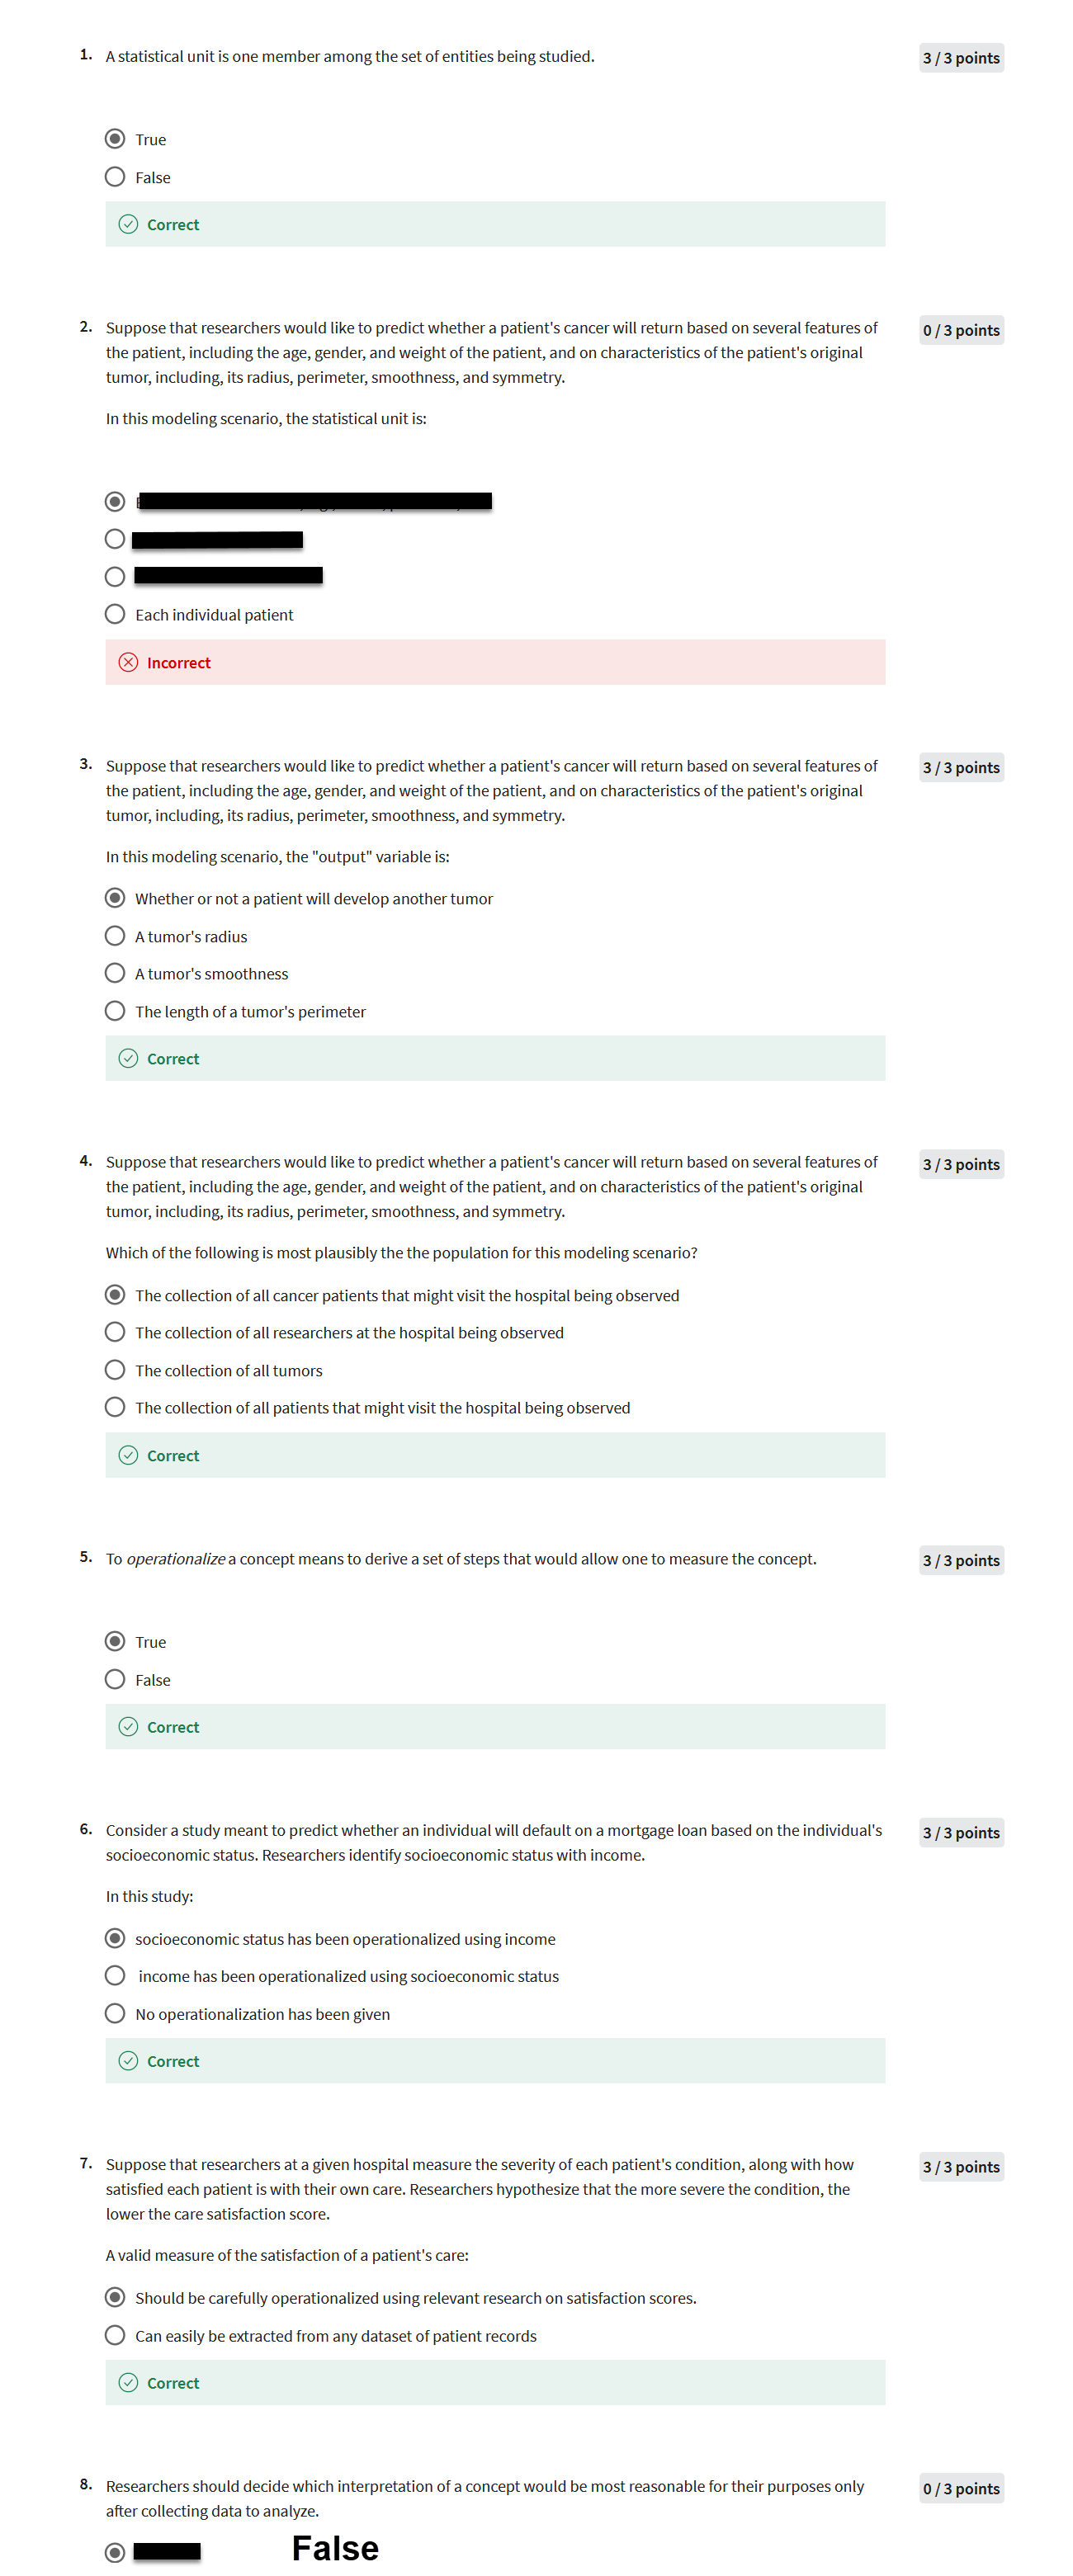 1. A statistical unit is one member among the set of entities being studied.
3 / 3 points
True
False
Correct
2. Suppose that researchers would like to predict whether a patient's cancer will return based on several features of
the patient, including the age, gender, and weight of the patient, and on characteristics of the patient's original
tumor, including, its radius, perimeter, smoothness, and symmetry.
0 / 3 points
In this modeling scenario, the statistical unit is:
Each individual patient
Incorrect
3. Suppose that researchers would like to predict whether a patient's cancer will return based on several features of
the patient, including the age, gender, and weight of the patient, and on characteristics of the patient's original
tumor, including, its radius, perimeter, smoothness, and symmetry.
3 / 3 points
In this modeling scenario, the "output" variable is:
Whether or not a patient will develop another tumor
A tumor's radius
A tumor's smoothness
The length of a tumor's perimeter
Correct
4. Suppose that researchers would like to predict whether a patient's cancer will return based on several features of
the patient, including the age, gender, and weight of the patient, and on characteristics of the patient's original
tumor, including, its radius, perimeter, smoothness, and symmetry.
3 / 3 points
Which of the following is most plausibly the the population for this modeling scenario?
The collection of all cancer patients that might visit the hospital being observed
The collection of all researchers at the hospital being observed
The collection of all tumors
The collection of all patients that might visit the hospital being observed
Correct
5. To operationalize a concept means to derive a set of steps that would allow one to measure the concept.
3 / 3 points
True
False
Correct
6. Consider a study meant to predict whether an individual will default on a mortgage loan based on the individual's
socioeconomic status. Researchers identify socioeconomic status with income.
3 / 3 points
In this study:
socioeconomic status has been operationalized using income
income has been operationalized using socioeconomic status
No operationalization has been given
Correct
7. Suppose that researchers at a given hospital measure the severity of each patient's condition, along with how
satisfied each patient is with their own care. Researchers hypothesize that the more severe the condition, the
lower the care satisfaction score.
3 / 3 points
A valid measure of the satisfaction of a patient's care:
Should be carefully operationalized using relevant research on satisfaction scores.
Can easily be extracted from any dataset of patient records
Correct
8. Researchers should decide which interpretation of a concept would be most reasonable for their purposes only
after collecting data to analyze.
0 / 3 points
False